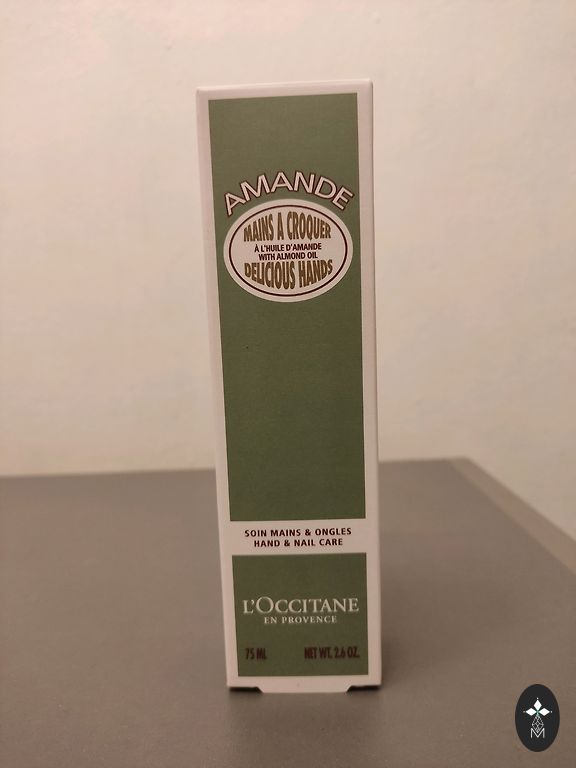 AMANDE
MAINS A CROQUER
À L'HUILE D'AMANDE
WITH ALMOND OIL
DELICIOUS HANDS
SOIN MAINS & ONGLES
HAND & NAIL CARE
L'OCCITANE
EN PROVENCE
75 ML NET WT. 2.6 OZ.
M